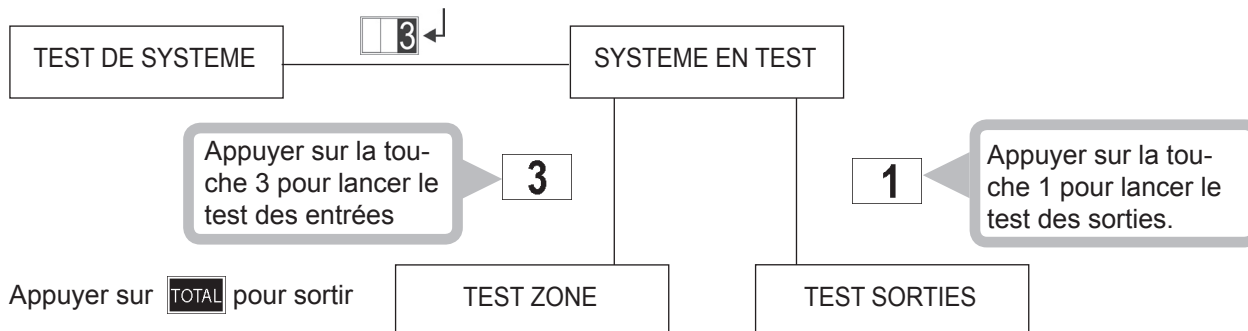 3
TEST DE SYSTEME
SYSTEME EN TEST
Appuyer sur la tou-
che 3 pour lancer le
test des entrées
3
1
Appuyer sur la tou-
che 1 pour lancer le
test des sorties.
Appuyer sur TOTAL pour sortir
TEST ZONE
TEST SORTIES